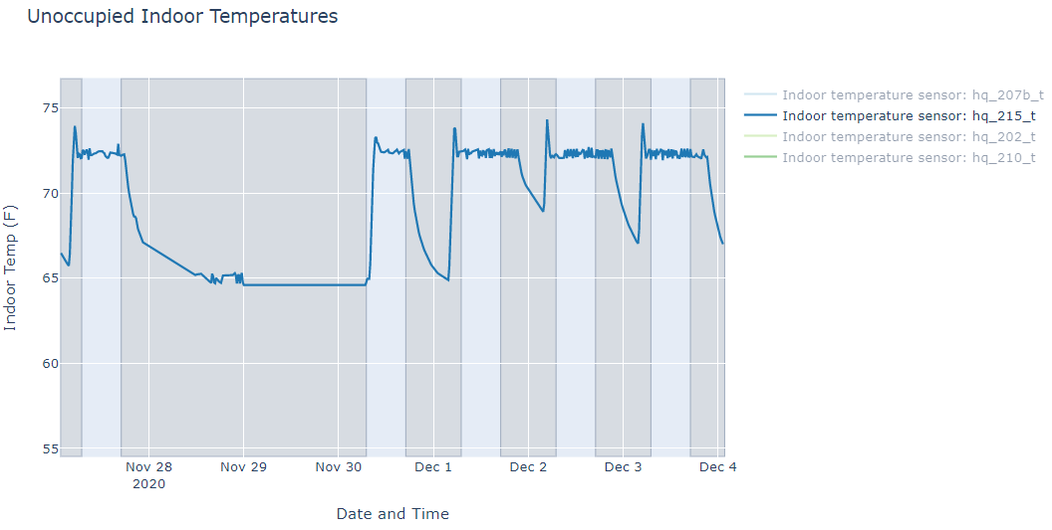 Unoccupied Indoor Temperatures
75
70
65
60
55
Indoor Temp (F)
Nov 28
2020
Nov 29
Nov 30
Dec 1
Dec 2
Dec 3
Dec 4
Date and Time
Indoor temperature sensor: hq_207b_t
Indoor temperature sensor: hq_215_t
Indoor temperature sensor: hq_202_t
Indoor temperature sensor: hq_210_t